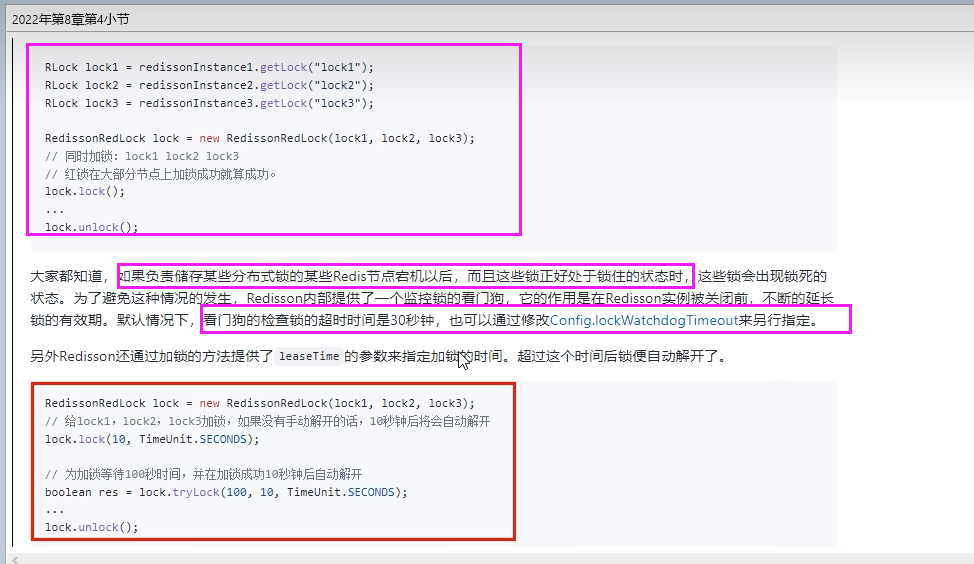 2022年第8章第4小节
RLock lock1 = redissonInstance1.getLock("lock1");
RLock lock2 = redissonInstance2.getLock("lock2");
RLock lock3 = redissonInstance3.getLock("lock3");
RedissonRedLock lock = new RedissonRedLock(lock1, lock2, lock3);
// 同时加锁：lock1 lock2 lock3
// 红锁在大部分节点上加锁成功就算成功。
lock.lock();
...
lock.unlock();
大家都知道，如果负责储存某些分布式锁的某些Redis节点宕机以后，而且这些锁正好处于锁住的状态时，这些锁会出现锁死的
状态。为了避免这种情况的发生，Redisson内部提供了一个监控锁的看门狗，它的作用是在Redisson实例被关闭前，不断的延长
锁的有效期。默认情况下，看门狗的检查锁的超时时间是30秒钟，也可以通过修改Config.lockWatchdogTimeout来另行指定。
另外Redisson还通过加锁的方法提供了 leaseTime 的参数来指定加锁的时间。超过这个时间后锁便自动解开了。
RedissonRedLock lock = new RedissonRedLock(lock1, lock2, lock3);
// 给lock1，lock2，lock3加锁，如果没有手动解开的话，10秒钟后将会自动解开
lock.lock(10, TimeUnit.SECONDS);
// 为加锁等待100秒时间，并在加锁成功10秒钟后自动解开
boolean res = lock.tryLock(100, 10, TimeUnit.SECONDS);
...
lock.unlock();